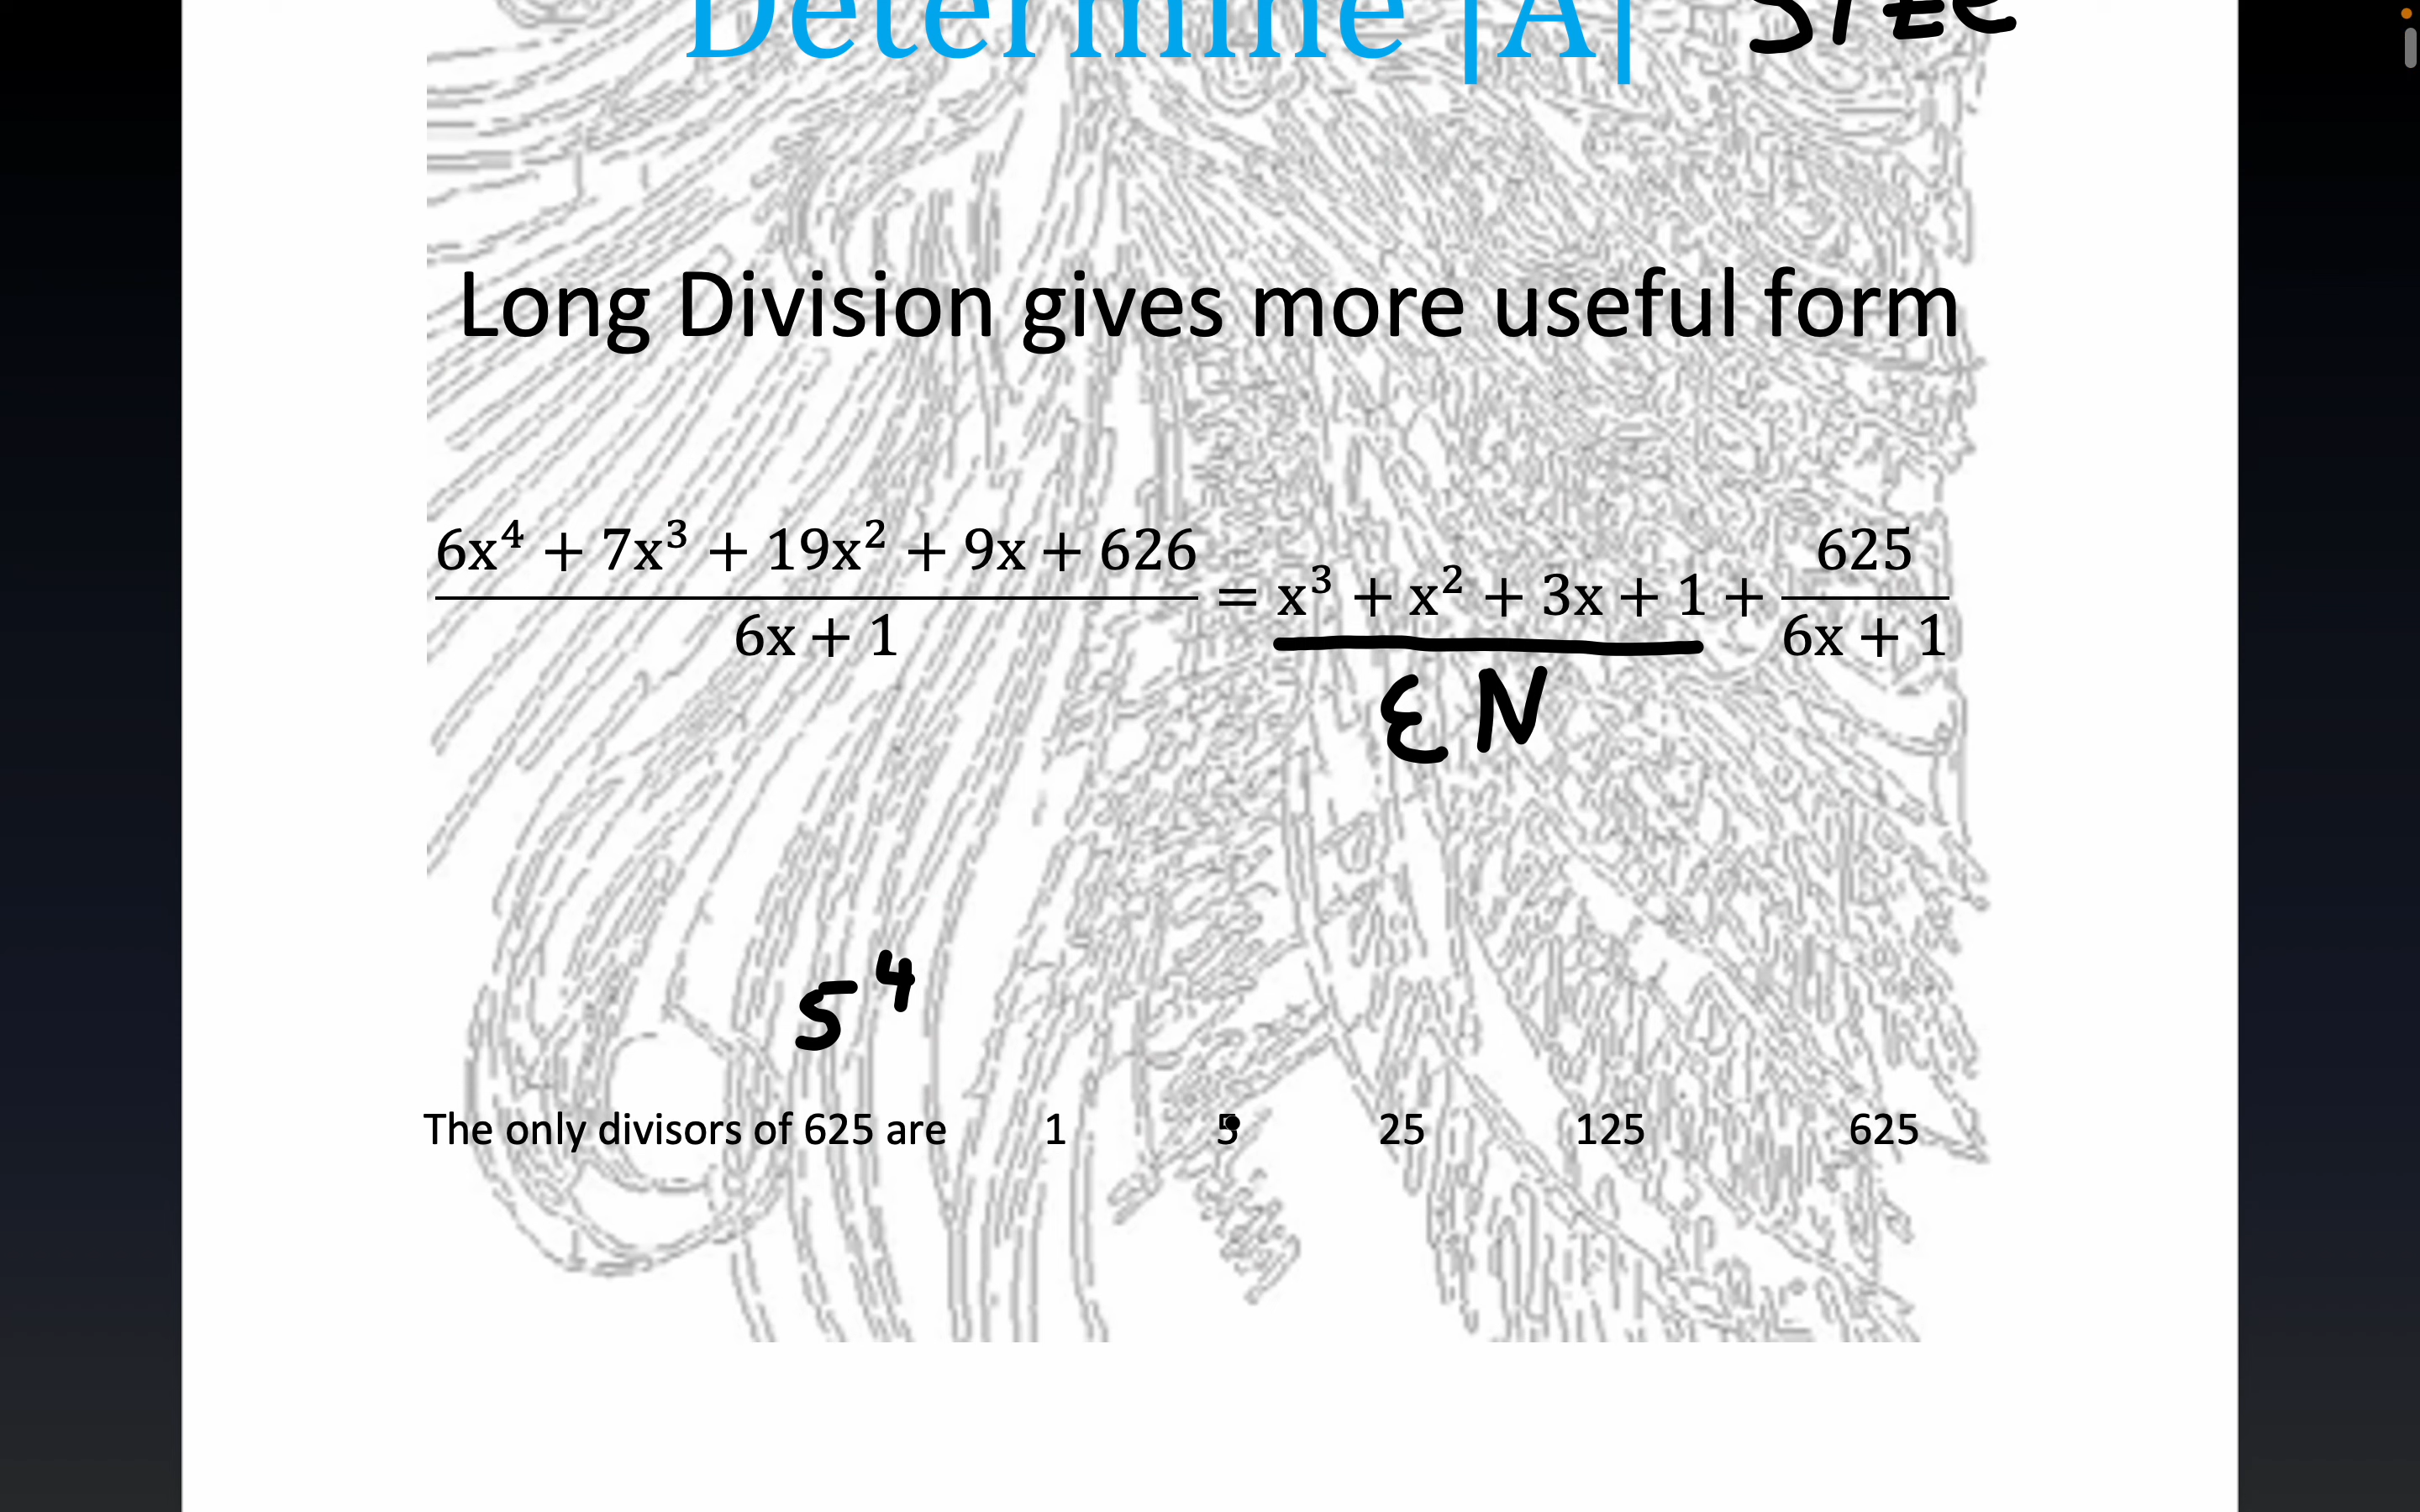 Determine |A| SIZE
Long Division gives more useful form
6x⁴ + 7x³ + 19x² + 9x + 626 / 6x + 1 = x³ + x² + 3x + 1 + 625 / 6x + 1
ℇ N
5⁴
The only divisors of 625 are 1 5 25 125 625